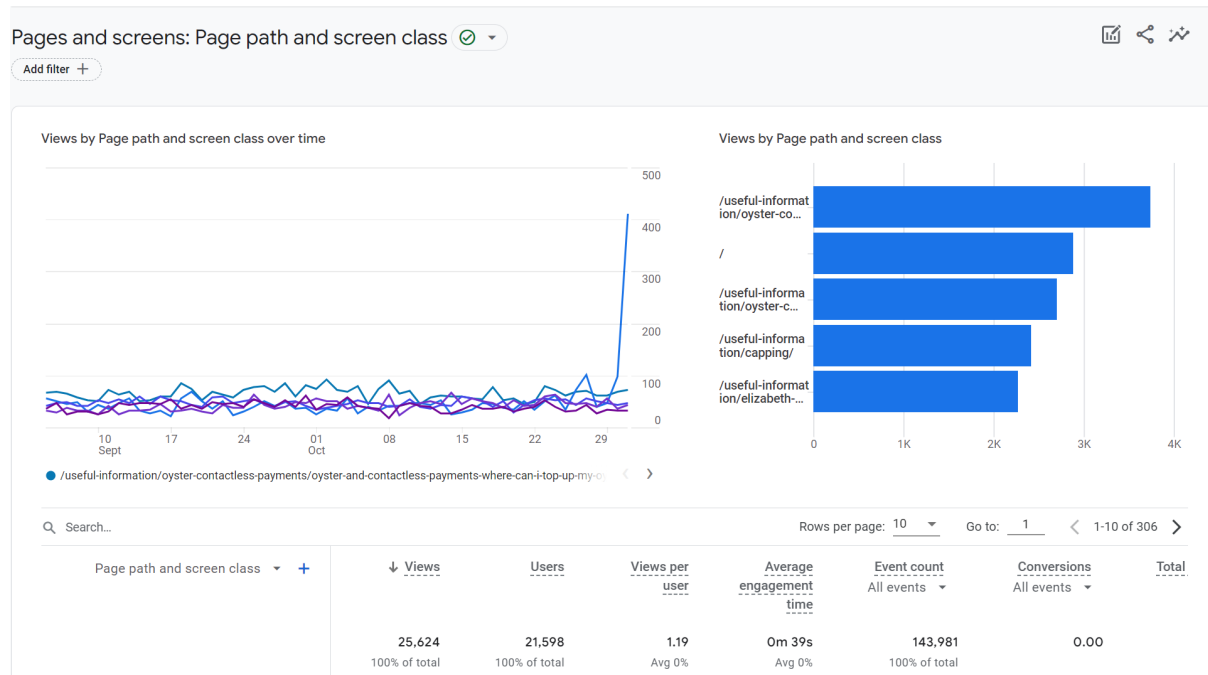 Pages and screens: Page path and screen class
Add filter +
Views by Page path and screen class over time
500
400
300
200
100
0
10
Sept
17
24
01
Oct
08
15
22
29
/useful-information/oyster-contactless-payments/oyster-and-contactless-payments-where-can-i-top-up-my-o
Views by Page path and screen class
/useful-informat
ion/oyster-co...
/
/useful-informa
tion/oyster-c...
/useful-informa
tion/capping/
/useful-informat
ion/elizabeth-...
0
1K
2K
3K
4K
Search...
Rows per page: 10
Go to: 1
1-10 of 306
Page path and screen class
Views
Users
Views per
user
Average
engagement
time
Event count
All events
Conversions
All events
Total
25,624
21,598
1.19
0m 39s
143,981
0.00
100% of total
100% of total
Avg 0%
Avg 0%
100% of total